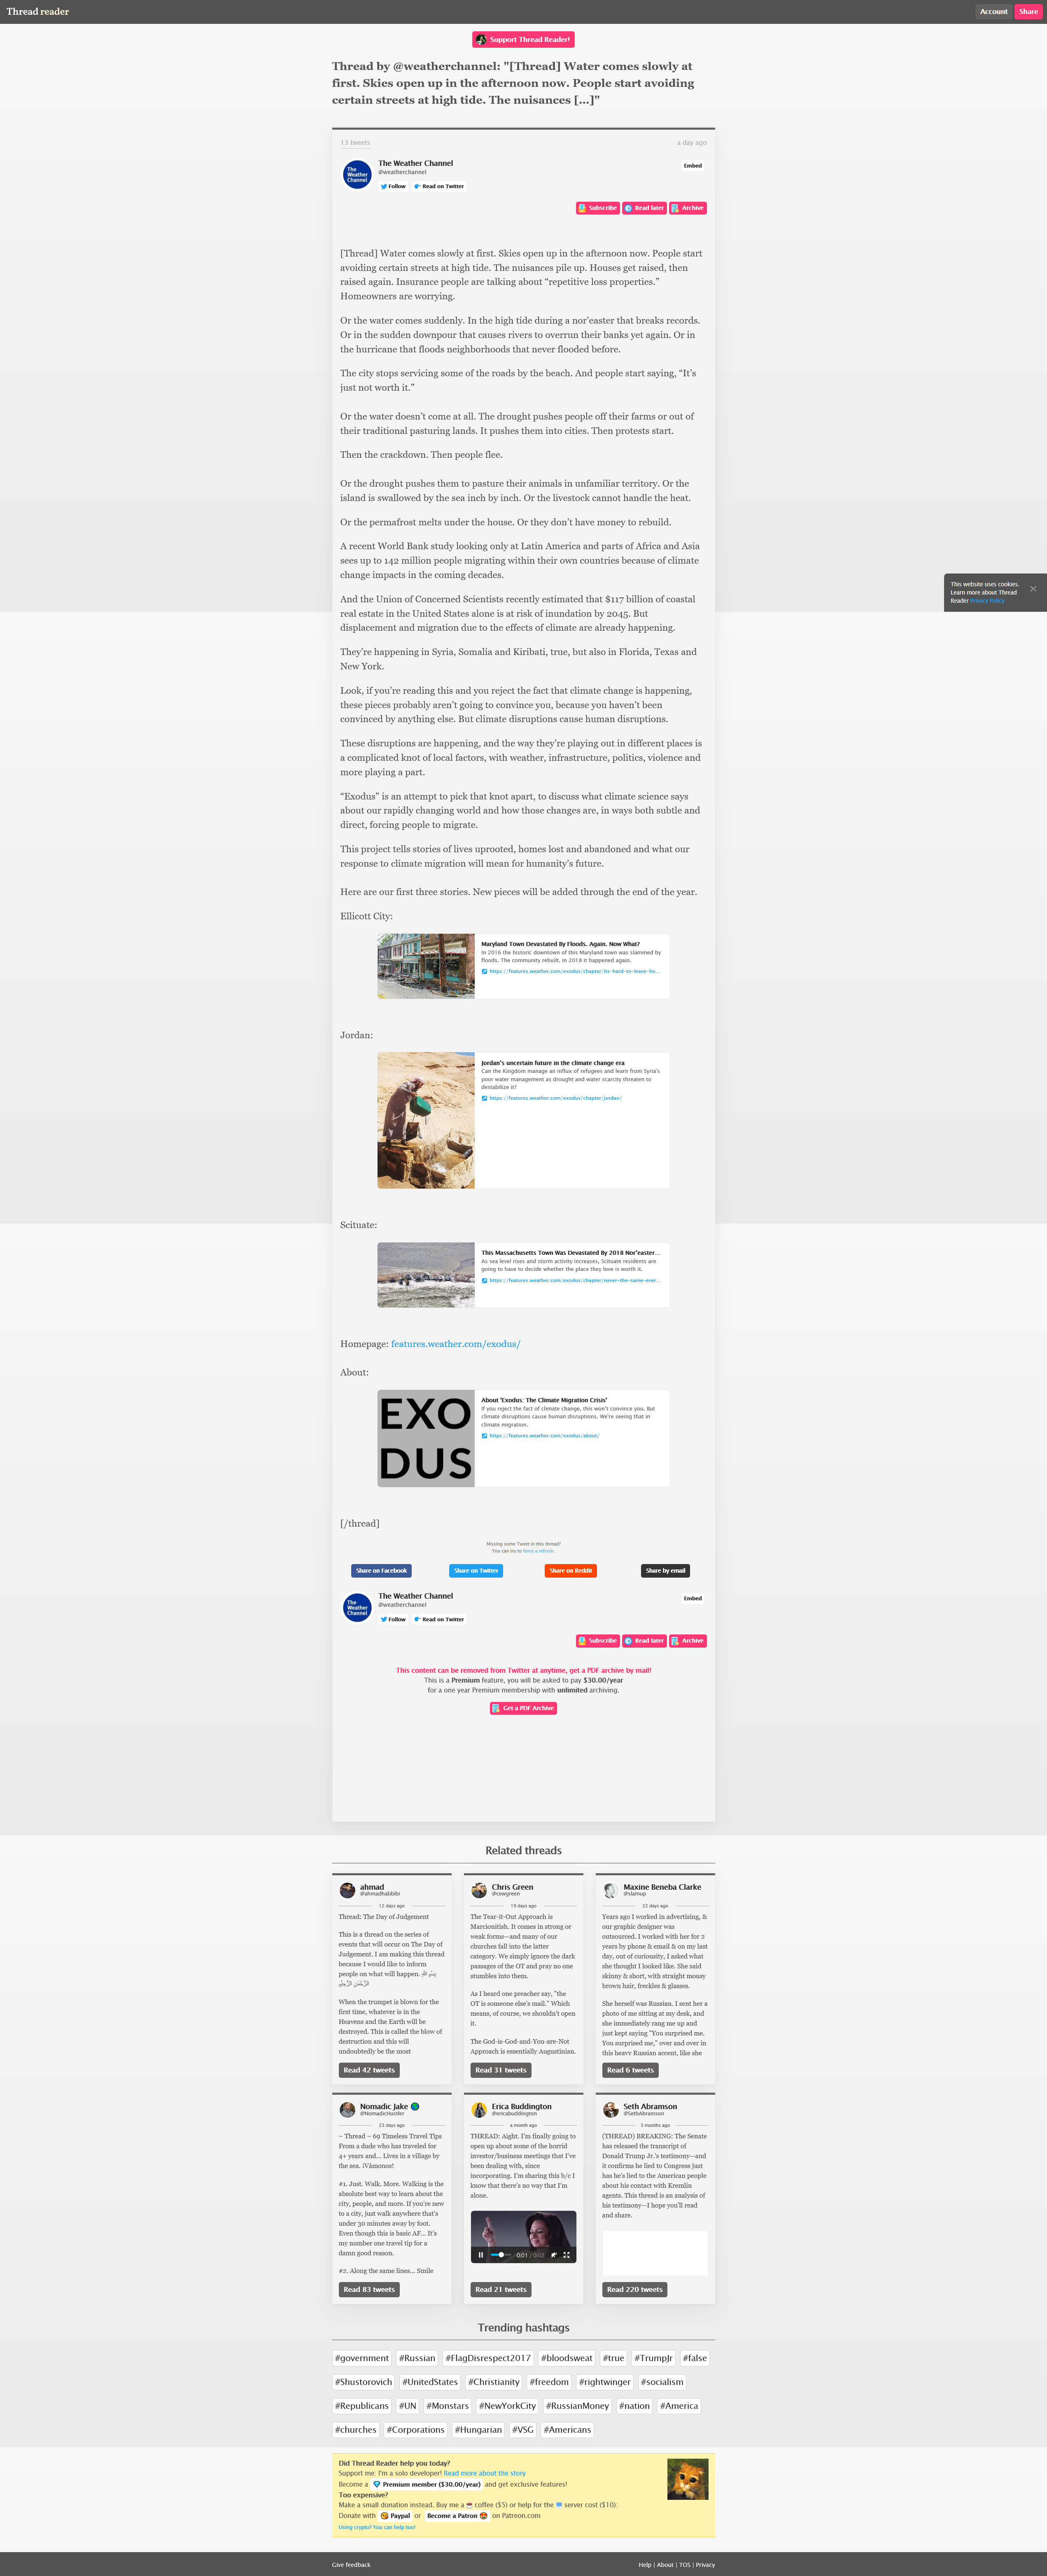 Thread reader
Account Share
Support Thread Reader!
Thread by @weatherchannel: "[Thread] Water comes slowly at
first. Skies open up in the afternoon now. People start avoiding
certain streets at high tide. The nuisances […]"
13 tweets
a day ago
The Weather Channel
The Weather Channel
@weatherchannel
Follow Read on Twitter
Embed
Subscribe Read later Archive
[Thread] Water comes slowly at first. Skies open up in the afternoon now. People start
avoiding certain streets at high tide. The nuisances pile up. Houses get raised, then
raised again. Insurance people are talking about “repetitive loss properties.”
Homeowners are worrying.
Or the water comes suddenly. In the high tide during a nor’easter that breaks records.
Or in the sudden downpour that causes rivers to overrun their banks yet again. Or in
the hurricane that floods neighborhoods that never flooded before.
The city stops servicing some of the roads by the beach. And people start saying, “It’s
just not worth it.”
Or the water doesn’t come at all. The drought pushes people off their farms or out of
their traditional pasturing lands. It pushes them into cities. Then protests start.
Then the crackdown. Then people flee.
Or the drought pushes them to pasture their animals in unfamiliar territory. Or the
island is swallowed by the sea inch by inch. Or the livestock cannot handle the heat.
Or the permafrost melts under the house. Or they don’t have money to rebuild.
A recent World Bank study looking only at Latin America and parts of Africa and Asia
sees up to 142 million people migrating within their own countries because of climate
change impacts in the coming decades.
And the Union of Concerned Scientists recently estimated that $117 billion of coastal
real estate in the United States alone is at risk of inundation by 2045. But
displacement and migration due to the effects of climate are already happening.
They’re happening in Syria, Somalia and Kiribati, true, but also in Florida, Texas and
New York.
Look, if you’re reading this and you reject the fact that climate change is happening,
these pieces probably aren’t going to convince you, because you haven’t been
convinced by anything else. But climate disruptions cause human disruptions.
These disruptions are happening, and the way they’re playing out in different places is
a complicated knot of local factors, with weather, infrastructure, politics, violence and
more playing a part.
“Exodus” is an attempt to pick that knot apart, to discuss what climate science says
about our rapidly changing world and how those changes are, in ways both subtle and
direct, forcing people to migrate.
This project tells stories of lives uprooted, homes lost and abandoned and what our
response to climate migration will mean for humanity’s future.
Here are our first three stories. New pieces will be added through the end of the year.
Ellicott City:
Maryland Town Devastated By Floods. Again. Now What?
In 2016 the historic downtown of this Maryland town was slammed by
floods. The community rebuilt. In 2018 it happened again.
https://features.weather.com/exodus/chapter/its-hard-to-leave-ho…
Jordan:
Jordan's uncertain future in the climate change era
Can the Kingdom manage an influx of refugees and learn from Syria's
poor water management as drought and water scarcity threaten to
destabilize it?
https://features.weather.com/exodus/chapter/jordan/
Scituate:
This Massachusetts Town Was Devastated By 2018 Nor'easter…
As sea level rises and storm activity increases, Scituate residents are
going to have to decide whether the place they love is worth it.
https://features.weather.com/exodus/chapter/never-the-same-ever…
Homepage: features.weather.com/exodus/
About:
EXO
DUS
About 'Exodus: The Climate Migration Crisis'
If you reject the fact of climate change, this won't convince you. But
climate disruptions cause human disruptions. We're seeing that in
climate migration.
https://features.weather.com/exodus/about/
[/thread]
Missing some Tweet in this thread?
You can try to force a refresh.
Share on Facebook Share on Twitter Share on Reddit Share by email
The Weather Channel
The Weather Channel
@weatherchannel
Follow Read on Twitter
Embed
Subscribe Read later Archive
This content can be removed from Twitter at anytime, get a PDF archive by mail!
This is a Premium feature, you will be asked to pay $30.00/year
for a one year Premium membership with unlimited archiving.
Get a PDF Archive
This website uses cookies.
Learn more about Thread
Reader Privacy Policy
Related threads
ahmad
@ahmadhabbibi
12 days ago
Thread: The Day of Judgement
This is a thread on the series of
events that will occur on The Day of
Judgement. I am making this thread
because I would like to inform
people on what will happen. بِسْمِ اللهِ
الرَّحْمٰنِ الرَّحِيْمِ
When the trumpet is blown for the
first time, whatever is in the
Heavens and the Earth will be
destroyed. This is called the blow of
destruction and this will
undoubtedly be the most
Read 42 tweets
Chris Green
@cewgreen
19 days ago
The Tear-it-Out Approach is
Marcionitish. It comes in strong or
weak forms—and many of our
churches fall into the latter
category. We simply ignore the dark
passages of the OT and pray no one
stumbles into them.
As I heard one preacher say, "the
OT is someone else's mail." Which
means, of course, we shouldn't open
it.
The God-is-God-and-You-are-Not
Approach is essentially Augustinian.
Read 31 tweets
Maxine Beneba Clarke
@slamup
22 days ago
Years ago I worked in advertising, &
our graphic designer was
outsourced. I worked with her for 2
years by phone & email & on my last
day, out of curiosity, I asked what
she thought I looked like. She said
skinny & short, with straight mousy
brown hair, freckles & glasses.
She herself was Russian. I sent her a
photo of me sitting at my desk, and
she immediately rang me up and
just kept saying "You surprised me.
You surprised me," over and over in
this heavy Russian accent, like she
Read 6 tweets
Nomadic Jake
@NomadicHustler
23 days ago
~ Thread ~ 69 Timeless Travel Tips
From a dude who has traveled for
4+ years and... Lives in a village by
the sea. ¡Vámonos!
#1. Just. Walk. More. Walking is the
absolute best way to learn about the
city, people, and more. If you're new
to a city, just walk anywhere that's
under 30 minutes away by foot.
Even though this is basic AF... It's
my number one travel tip for a
damn good reason.
#2. Along the same lines... Smile
Read 83 tweets
Erica Buddington
@ericabuddington
a month ago
THREAD: Aight. I'm finally going to
open up about some of the horrid
investor/business meetings that I've
been dealing with, since
incorporating. I'm sharing this b/c I
know that there's no way that I'm
alone.
0:01 / 0:02
Read 21 tweets
Seth Abramson
@SethAbramson
3 months ago
(THREAD) BREAKING: The Senate
has released the transcript of
Donald Trump Jr.'s testimony—and
it confirms he lied to Congress just
has he's lied to the American people
about his contact with Kremlin
agents. This thread is an analysis of
his testimony—I hope you'll read
and share.
Read 220 tweets
Trending hashtags
#government #Russian #FlagDisrespect2017 #bloodsweat #true #TrumpJr #false
#Shustorovich #UnitedStates #Christianity #freedom #rightwinger #socialism
#Republicans #UN #Monstars #NewYorkCity #RussianMoney #nation #America
#churches #Corporations #Hungarian #VSG #Americans
Did Thread Reader help you today?
Support me: I'm a solo developer! Read more about the story
Become a Premium member ($30.00/year) and get exclusive features!
Too expensive?
Make a small donation instead. Buy me a coffee ($5) or help for the server cost ($10):
Donate with Paypal or Become a Patron on Patreon.com
Using crypto? You can help too!
Give feedback
Help | About | TOS | Privacy